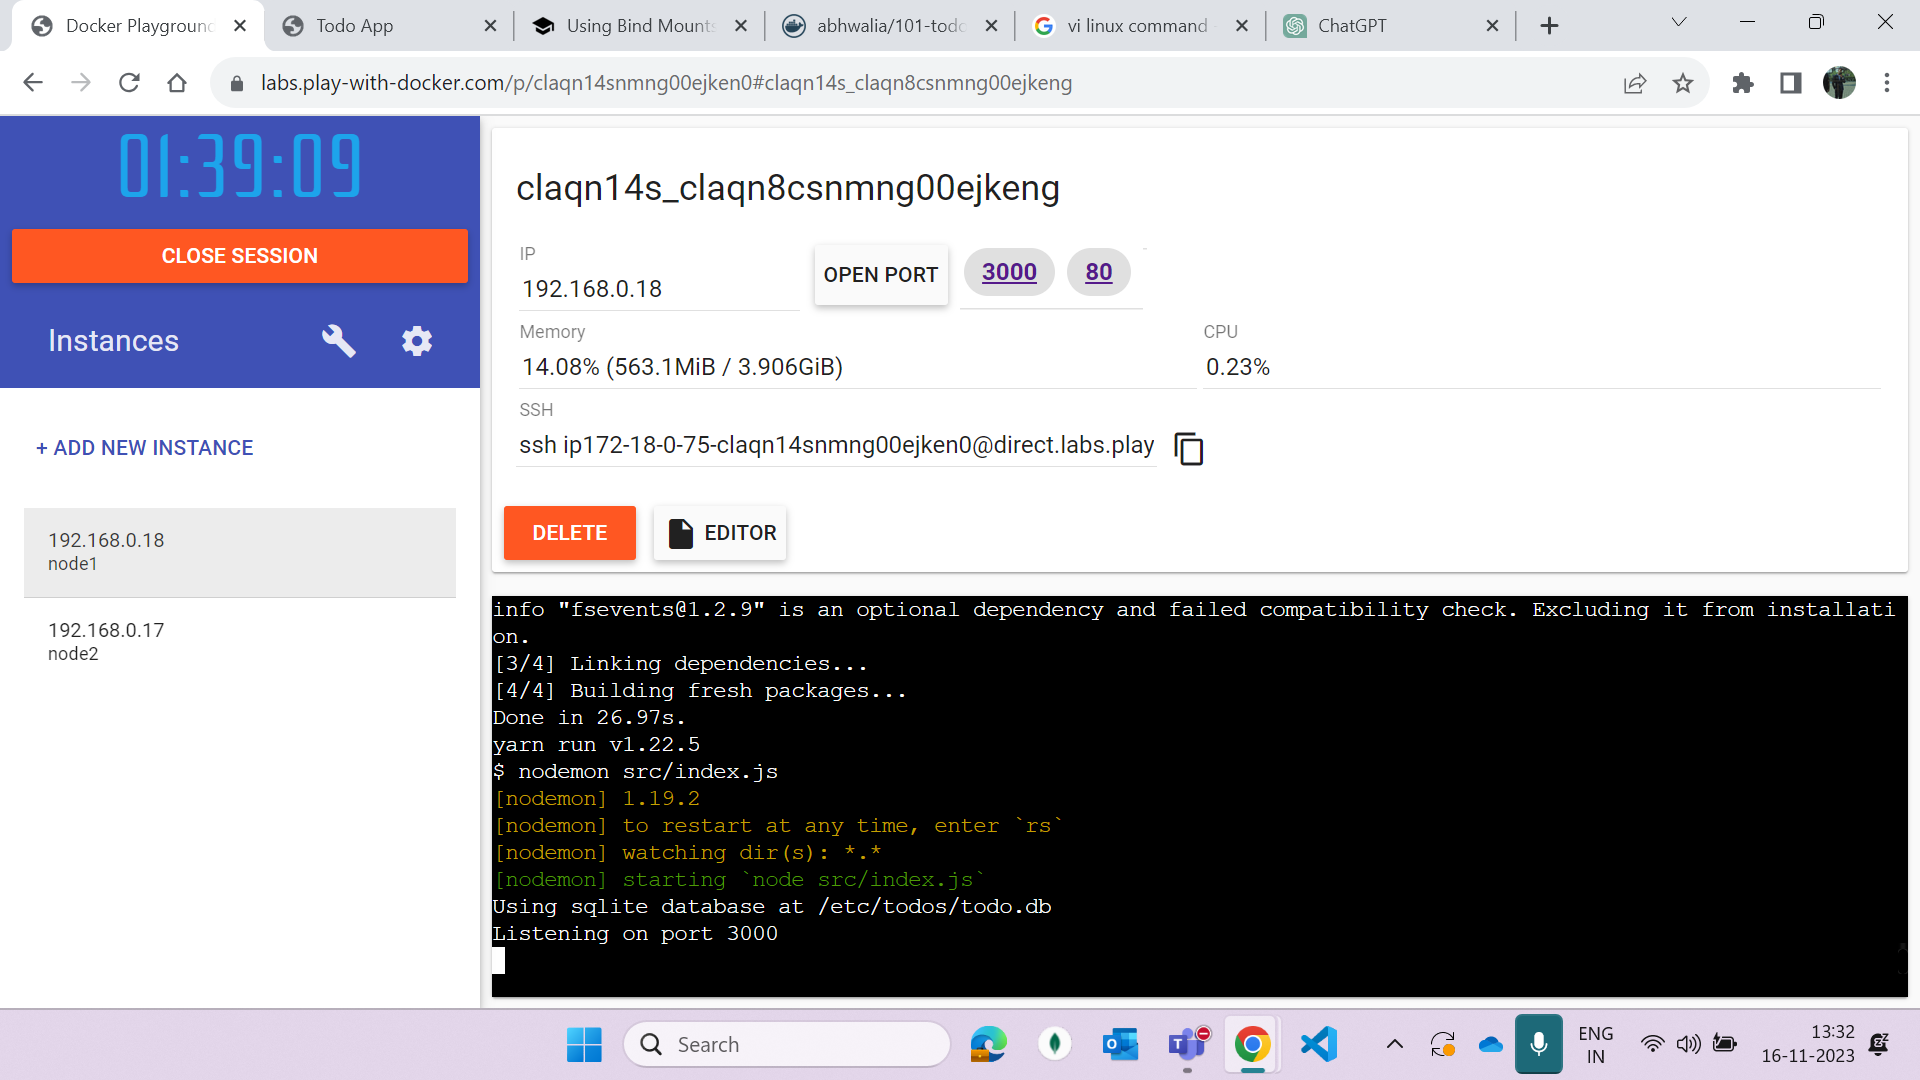 Docker Playground
Todo App
Using Bind Mounts
abhwalia/101-todo
vi linux command
ChatGPT
labs.play-with-docker.com/p/claqn14snmng00ejken0#claqn14s_claqn8csnmng00ejkeng
01:39:09
CLOSE SESSION
Instances
+ ADD NEW INSTANCE
192.168.0.18
node1
192.168.0.17
node2
claqn14s_claqn8csnmng00ejkeng
IP
192.168.0.18
OPEN PORT
3000
80
Memory
14.08% (563.1MiB / 3.906GiB)
CPU
0.23%
SSH
ssh ip172-18-0-75-claqn14snmng00ejken0@direct.labs.play
DELETE
EDITOR
info "fsevents@1.2.9" is an optional dependency and failed compatibility check. Excluding it from installati
on.
[3/4] Linking dependencies...
[4/4] Building fresh packages...
Done in 26.97s.
yarn run v1.22.5
$ nodemon src/index.js
[nodemon] 1.19.2
[nodemon] to restart at any time, enter `rs`
[nodemon] watching dir(s): *.*
[nodemon] starting `node src/index.js`
Using sqlite database at /etc/todos/todo.db
Listening on port 3000
Search
ENG
IN
13:32
16-11-2023